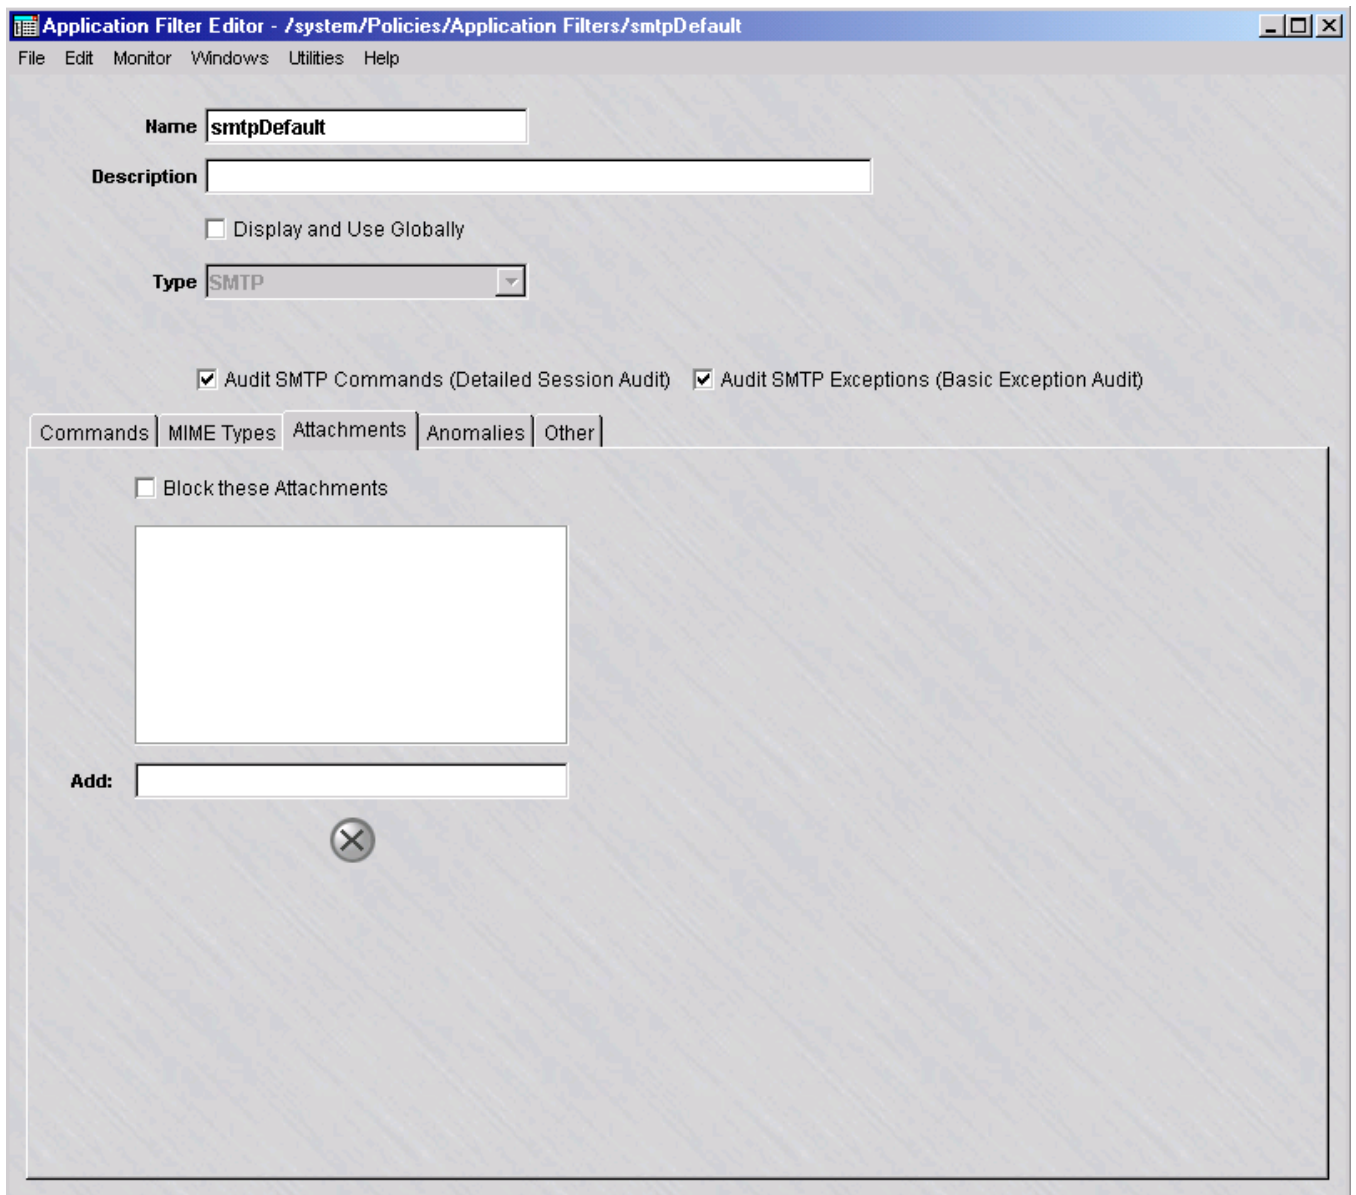 Application Filter Editor - /system/Policies/Application Filters/smtpDefault
File Edit Monitor Windows Utilities Help
Name smtpDefault
Description
Display and Use Globally
Type SMTP
Audit SMTP Commands (Detailed Session Audit) Audit SMTP Exceptions (Basic Exception Audit)
Commands MIME Types Attachments Anomalies Other
Block these Attachments
Add: